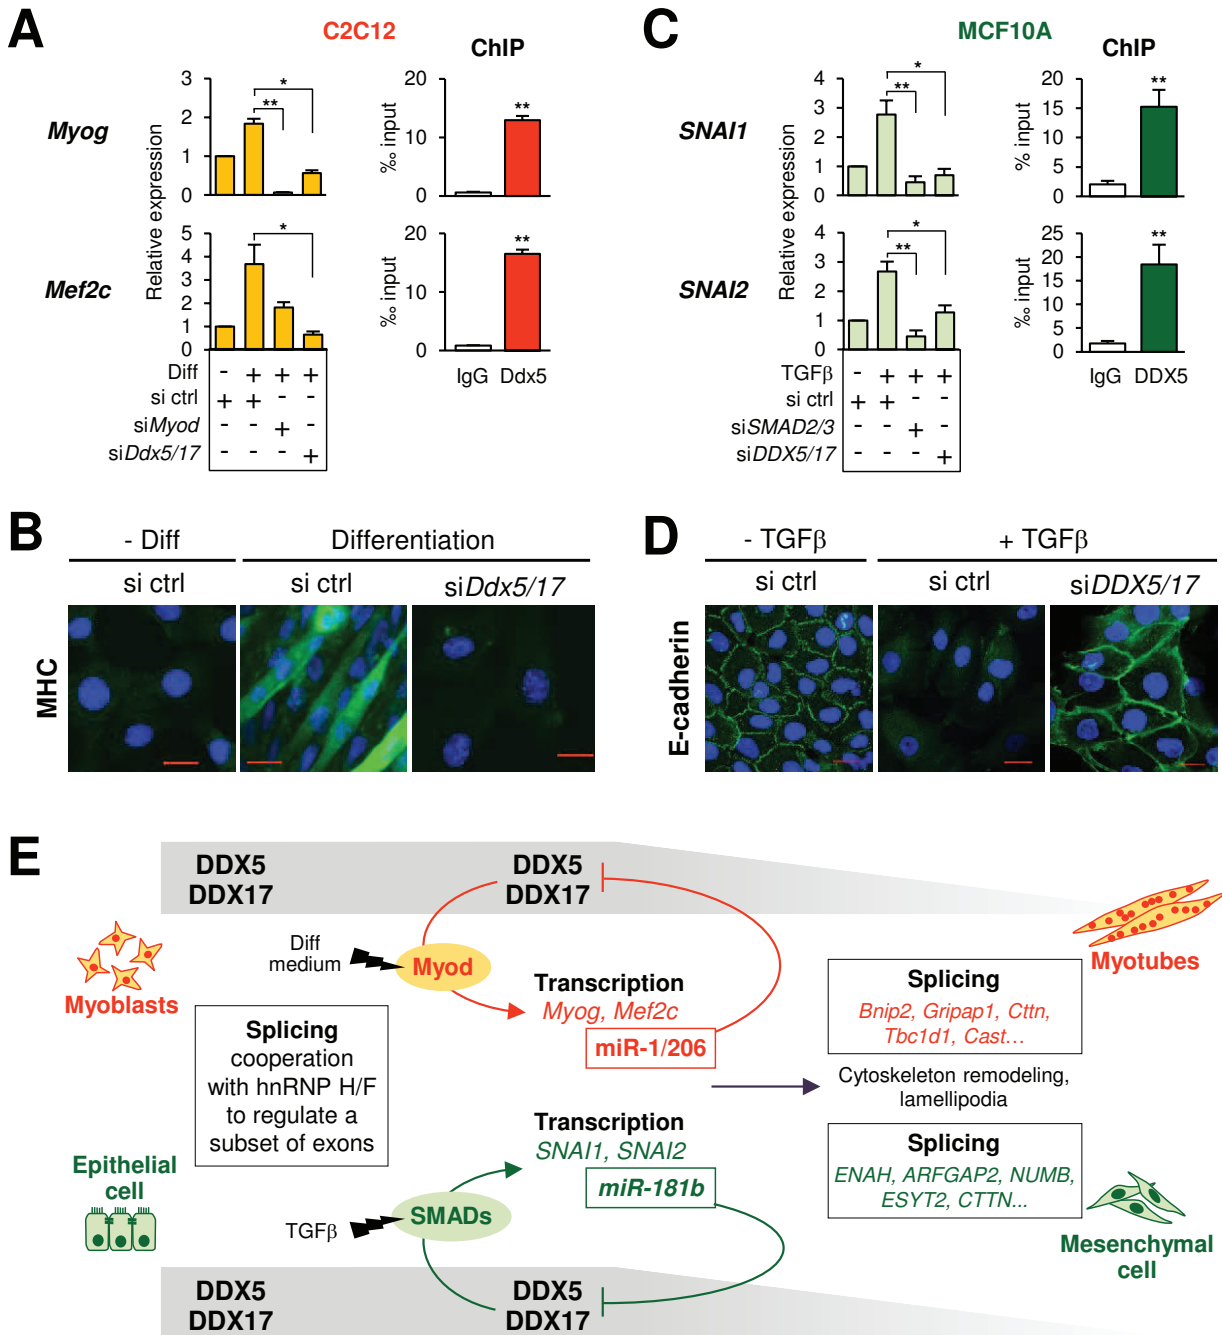 A
C2C12
ChIP
Myog
Relative expression
3
2
1
0
*
**
‰ input
20
10
0
**
Mef2c
5
4
3
2
1
0
*
‰ input
20
10
0
**
IgG Ddx5
Diff - + + +
si ctrl + + - -
siMyod - - + -
siDdx5/17 - - - +
C
MCF10A
ChIP
SNAI1
Relative expression
4
3
2
1
0
*
**
% input
20
15
10
5
0
**
SNAI2
4
3
2
1
0
*
**
% input
25
20
15
10
5
0
**
IgG DDX5
TGFβ - + + +
si ctrl + + - -
siSMAD2/3 - - + -
siDDX5/17 - - - +
B
- Diff
Differentiation
si ctrl
si ctrl
siDdx5/17
MHC
D
- TGFβ
+ TGFβ
si ctrl
si ctrl
siDDX5/17
E-cadherin
E
DDX5
DDX17
DDX5
DDX17
Myoblasts
Diff
medium
Myod
Transcription
Myog, Mef2c
miR-1/206
Myotubes
Splicing
Bnip2, Gripap1, Cttn,
Tbc1d1, Cast...
Splicing
cooperation
with hnRNP H/F
to regulate a
subset of exons
Cytoskeleton remodeling,
lamellipodia
Epithelial
cell
TGFβ
SMADs
Transcription
SNAI1, SNAI2
miR-181b
Splicing
ENAH, ARFGAP2, NUMB,
ESYT2, CTTN...
Mesenchymal
cell
DDX5
DDX17
DDX5
DDX17